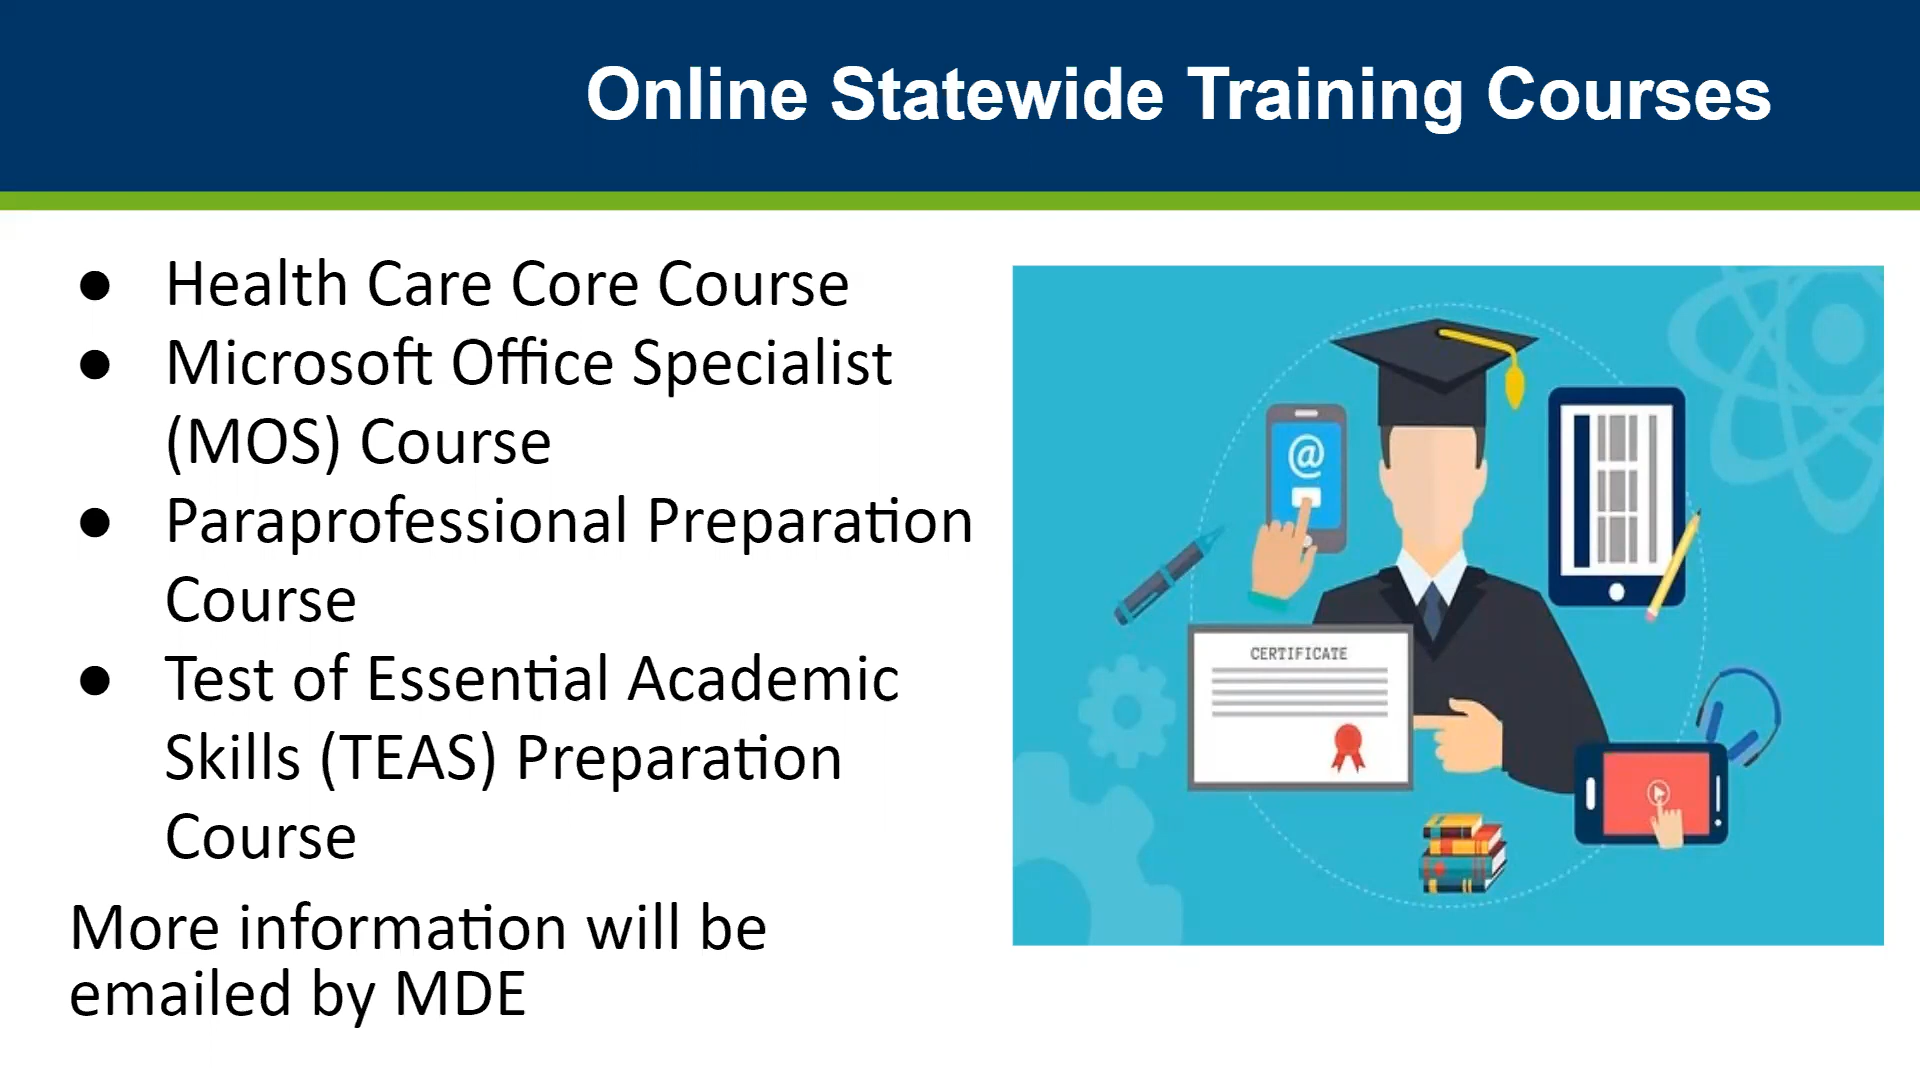 Online Statewide Training Courses
● Health Care Core Course
● Microsoft Office Specialist
(MOS) Course
● Paraprofessional Preparation
Course
● Test of Essential Academic
Skills (TEAS) Preparation
Course
More information will be
emailed by MDE
@
CERTIFICATE